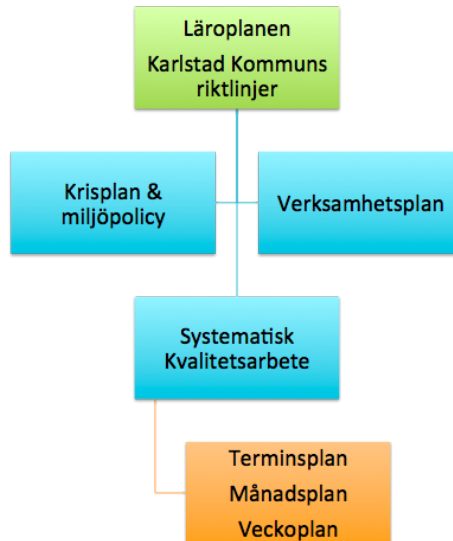 Läroplanen
Karlstad Kommuns
riktlinjer
Krisplan &
miljöpolicy
Verksamhetsplan
Systematisk
Kvalitetsarbete
Terminsplan
Månadsplan
Veckoplan